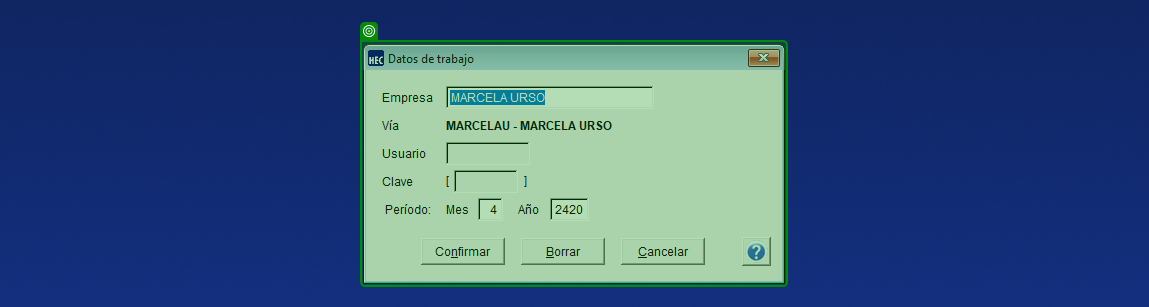 HEC Datos de trabajo
Empresa MARCELA URSO
Vía MARCELAU - MARCELA URSO
Usuario
Clave [ ]
Período: Mes 4 Año 2420
Confirmar Borrar Cancelar ?